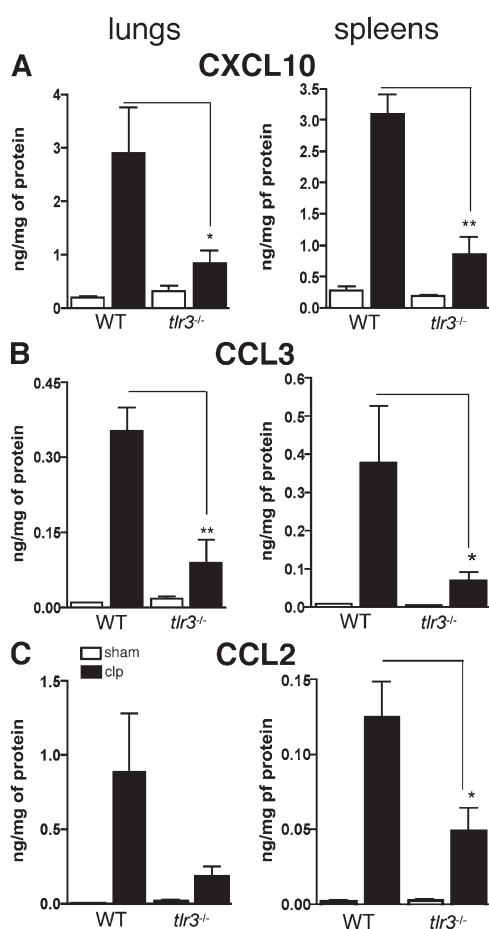 lungs spleens
A CXCL10
ng/mg of protein
4
3
2
1
0
WT tlr3-/-
*
ng/mg pf protein
3.5
3.0
2.5
2.0
1.5
1.0
0.5
0.0
WT tlr3-/-
**
B CCL3
ng/mg of protein
0.45
0.30
0.15
0.00
WT tlr3-/-
**
ng/mg pf protein
0.6
0.5
0.4
0.3
0.2
0.1
0.0
WT tlr3-/-
*
C CCL2
sham
clp
ng/mg of protein
1.5
1.0
0.5
0.0
WT tlr3-/-
ng/mg pf protein
0.15
0.10
0.05
0.00
WT tlr3-/-
*